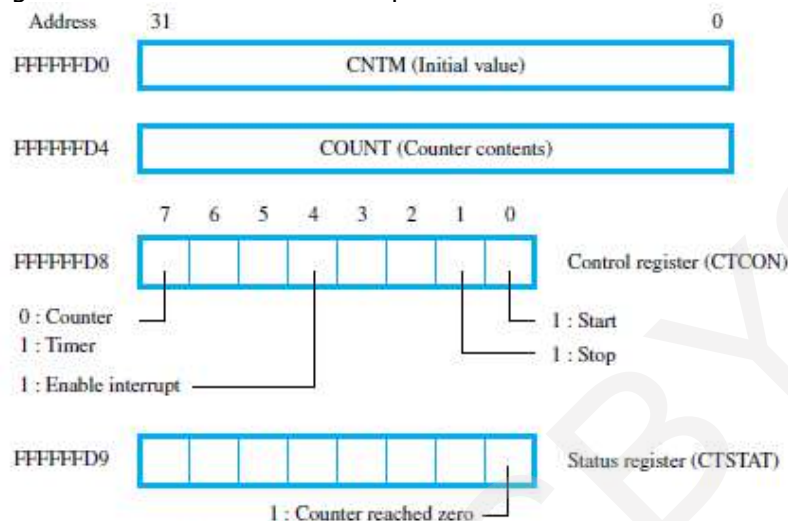 Address 31 0
FFFFFFD0 CNTM (Initial value)
FFFFFFD4 COUNT (Counter contents)
7 6 5 4 3 2 1 0
FFFFFFD8 Control register (CTCON)
0 : Counter 1 : Start
1 : Timer 1 : Stop
1 : Enable interrupt
FFFFFFD9 Status register (CTSTAT)
1 : Counter reached zero